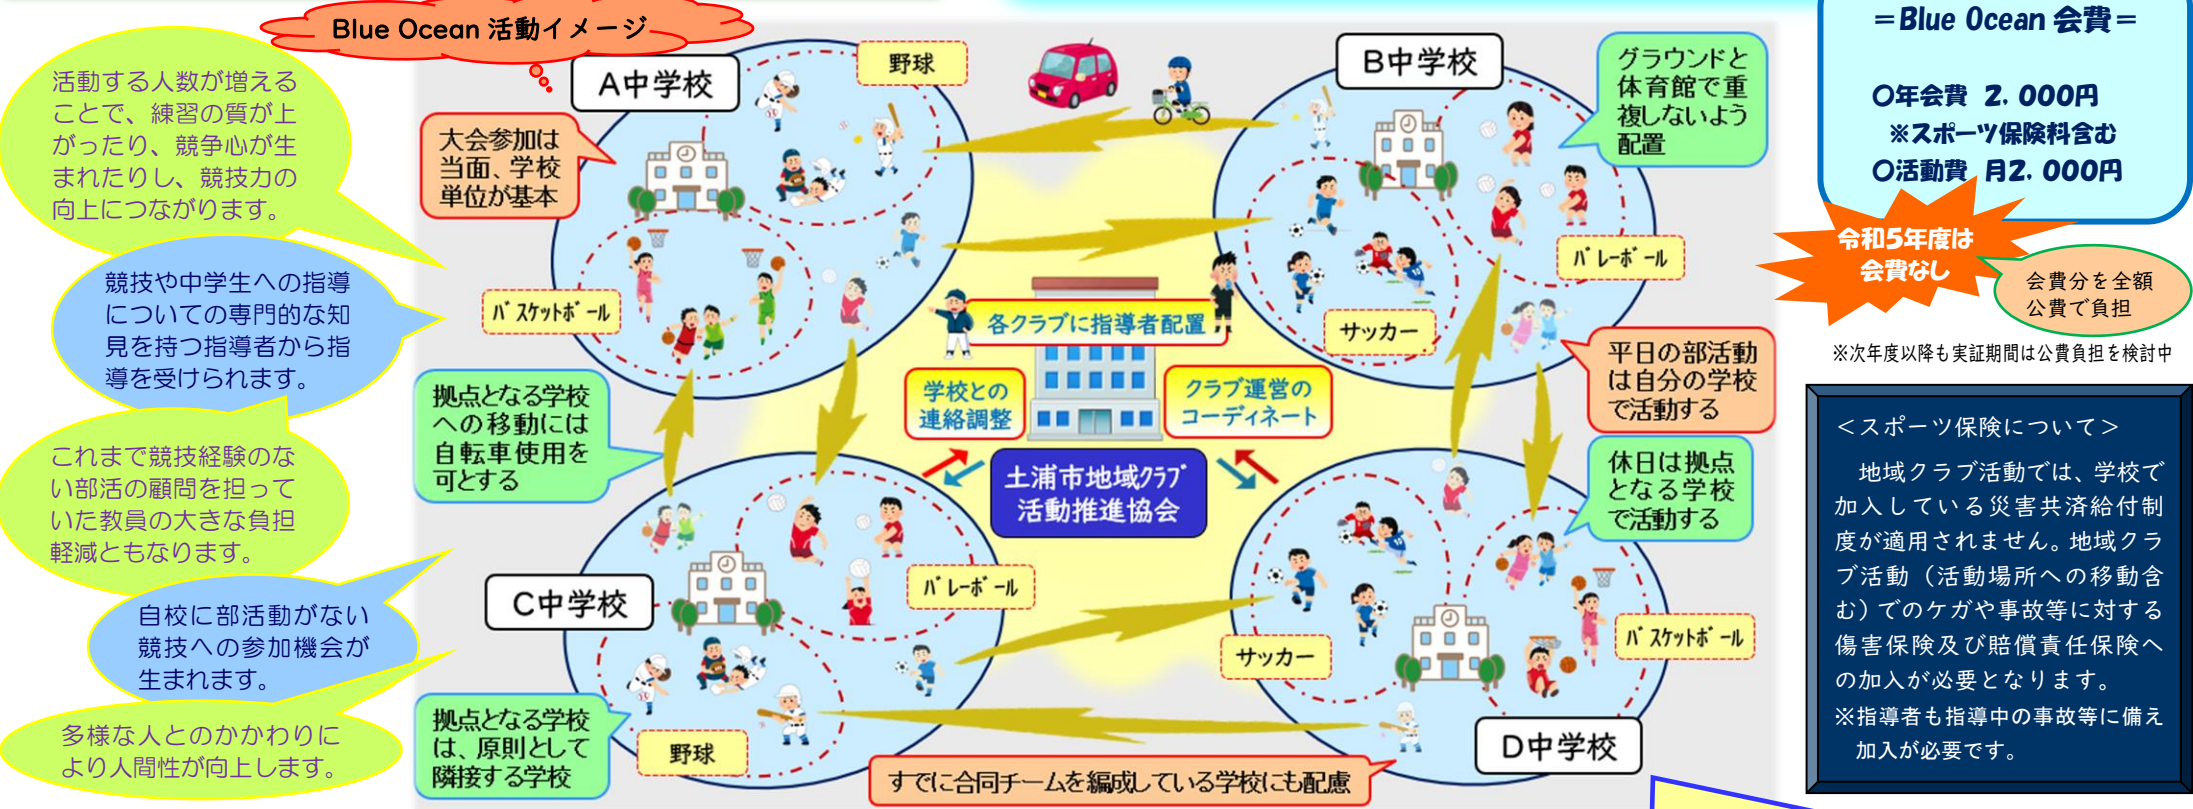 Blue Ocean 活動イメージ
活動する人数が増える
ことで、練習の質が上
がったり、競争心が生
まれたりし、競技力の
向上につながります。
競技や中学生への指導
についての専門的な知
見を持つ指導者から指
導を受けられます。
これまで競技経験のな
い部活の顧問を担って
いた教員の大きな負担
軽減ともなります。
自校に部活動がない
競技への参加機会が
生まれます。
多様な人とのかかわりに
より人間性が向上します。
A中学校
野球
大会参加は
当面、学校
単位が基本
バスケットボール
B中学校
グラウンドと
体育館で重
複しないよう
配置
バレーボール
サッカー
各クラブに指導者配置
学校との
連絡調整
クラブ運営の
コーディネート
土浦市地域クラブ
活動推進協会
拠点となる学校
への移動には
自転車使用を
可とする
平日の部活動
は自分の学校
で活動する
休日は拠点
となる学校
で活動する
C中学校
バレーボール
野球
拠点となる学校
は、原則として
隣接する学校
サッカー
バスケットボール
D中学校
すでに合同チームを編成している学校にも配慮
=Blue Ocean 会費=
○年会費 2,000円
※スポーツ保険料含む
○活動費 月2,000円
令和5年度は
会費なし
会費分を全額
公費で負担
※次年度以降も実証期間は公費負担を検討中
<スポーツ保険について>
地域クラブ活動では、学校で
加入している災害共済給付制
度が適用されません。地域クラ
ブ活動（活動場所への移動含
む）でのケガや事故等に対する
傷害保険及び賠償責任保険へ
の加入が必要となります。
※指導者も指導中の事故等に備え
加入が必要です。